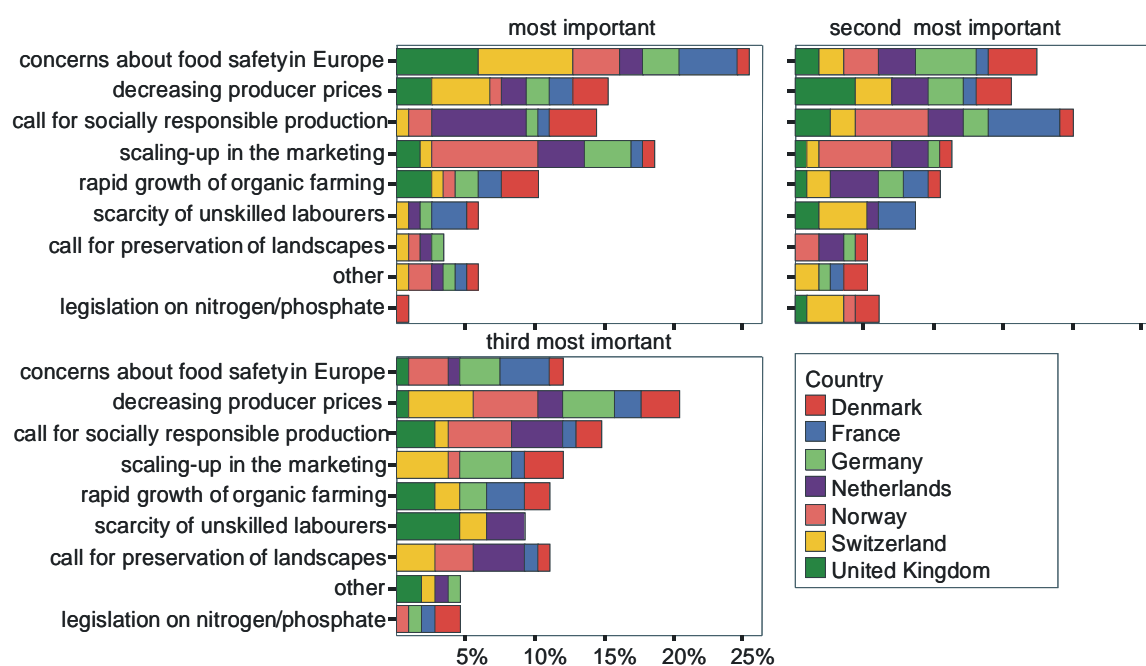 most important
second most important
concerns about food safetyin Europe
decreasing producer prices
call for socially responsible production
scaling-up in the marketing
rapid growth of organic farming
scarcity of unskilled labourers
call for preservation of landscapes
other
legislation on nitrogen/phosphate
third most imortant
concerns about food safetyin Europe
decreasing producer prices
call for socially responsible production
scaling-up in the marketing
rapid growth of organic farming
scarcity of unskilled labourers
call for preservation of landscapes
other
legislation on nitrogen/phosphate
5% 10% 15% 20% 25%
Country
Denmark
France
Germany
Netherlands
Norway
Switzerland
United Kingdom